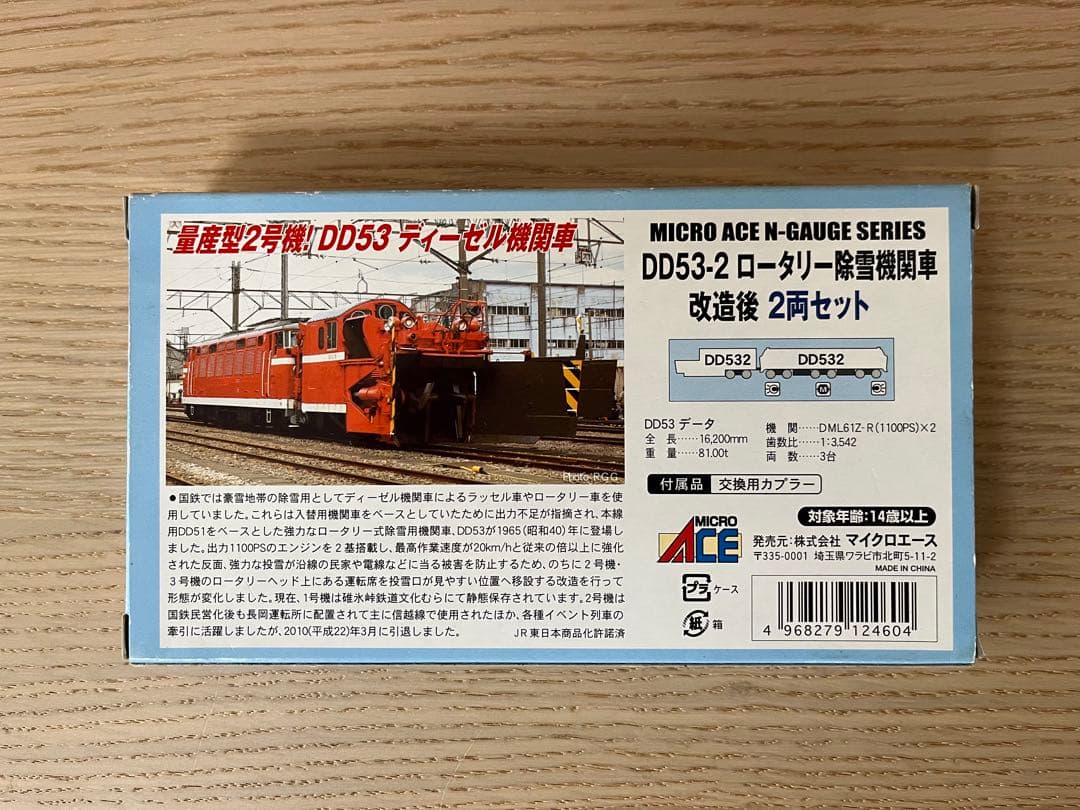 量産型2号機! DD53 ディーゼル機関車
Photo RGG
●国鉄では豪雪地帯の除雪用としてディーゼル機関車によるラッセル車やロータリー車を使
用していました。これらは入替用機関車をベースとしていたために出力不足が指摘され、本線
用DD51をベースとした強力なロータリー式除雪用機関車、DD53が1965(昭和40)年に登場し
ました。出力1100PSのエンジンを2基搭載し、最高作業速度が20km/hと従来の倍以上に強化
された反面、強力な投雪が沿線の民家や電線などに当る被害を防止するため、のちに2号機・
3号機のロータリーヘッド上にある運転席を投雪口が見やすい位置へ移設する改造を行って
形態が変化しました。現在、1号機は碓氷峠鉄道文化むらにて静態保存されています。2号機は
国鉄民営化後も長岡運転所に配置されて主に信越線で使用されたほか、各種イベント列車の
牽引に活躍しましたが、2010(平成22)年3月に引退しました。 JR東日本商品化許諾済
MICRO ACE N-GAUGE SERIES
DD53-2 ロータリー除雪機関車
改造後 2両セット
DD532 DD532
C M C
DD53 データ
全 長……16,200mm
重 量……81.00t
機 関……DML61Z-R(1100PS)×2
歯数比……1:3.542
両 数……3台
付属品 交換用カプラー
対象年齢:14歳以上
MICRO
ACE
発売元:株式会社 マイクロエース
〒335-0001 埼玉県ワラビ市北町5-11-2
MADE IN CHINA
プラ ケース
紙 箱
4 968279 124604